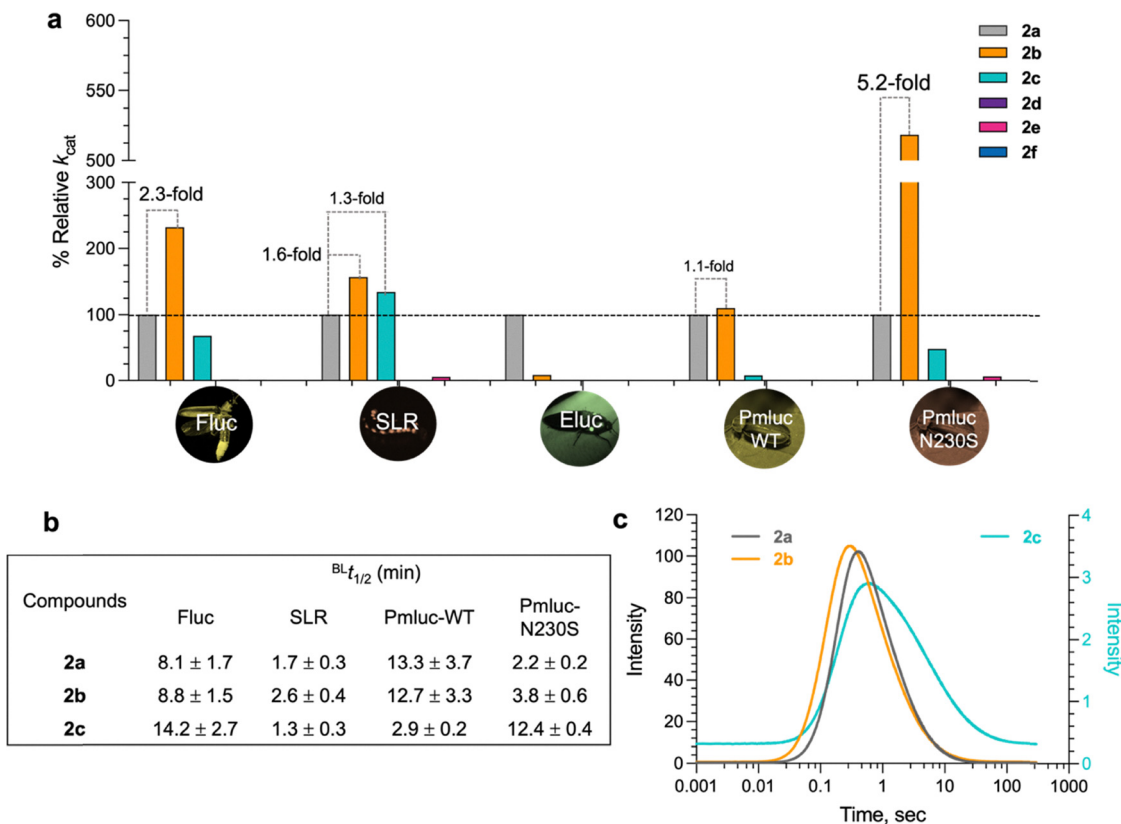 a
600
550
500
300
200
100
0
% Relative kcat
2.3-fold
1.6-fold
1.3-fold
1.1-fold
5.2-fold
2a
2b
2c
2d
2e
2f
Fluc
SLR
Eluc
Pmluc
WT
Pmluc
N230S
b
BLt1/2 (min)
Compounds
Fluc SLR Pmluc-WT Pmluc-
N230S
2a 8.1 ± 1.7 1.7 ± 0.3 13.3 ± 3.7 2.2 ± 0.2
2b 8.8 ± 1.5 2.6 ± 0.4 12.7 ± 3.3 3.8 ± 0.6
2c 14.2 ± 2.7 1.3 ± 0.3 2.9 ± 0.2 12.4 ± 0.4
c
2a
2b
2c
120
100
80
60
40
20
0
Intensity
4
3
2
1
0
Intensity
0.001 0.01 0.1 1 10 100 1000
Time, sec